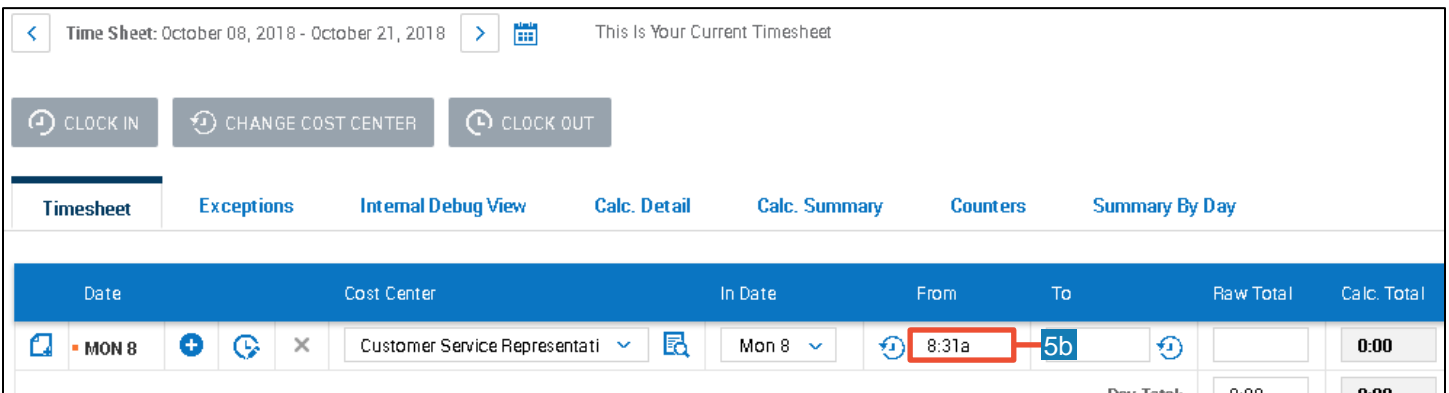 Time Sheet: October 08, 2018 - October 21, 2018 This Is Your Current Timesheet
CLOCK IN CHANGE COST CENTER CLOCK OUT
Timesheet Exceptions Internal Debug View Calc. Detail Calc. Summary Counters Summary By Day
Date Cost Center In Date From To Raw Total Calc. Total
MON 8 Customer Service Representati Mon 8 8:31a 5b 0:00